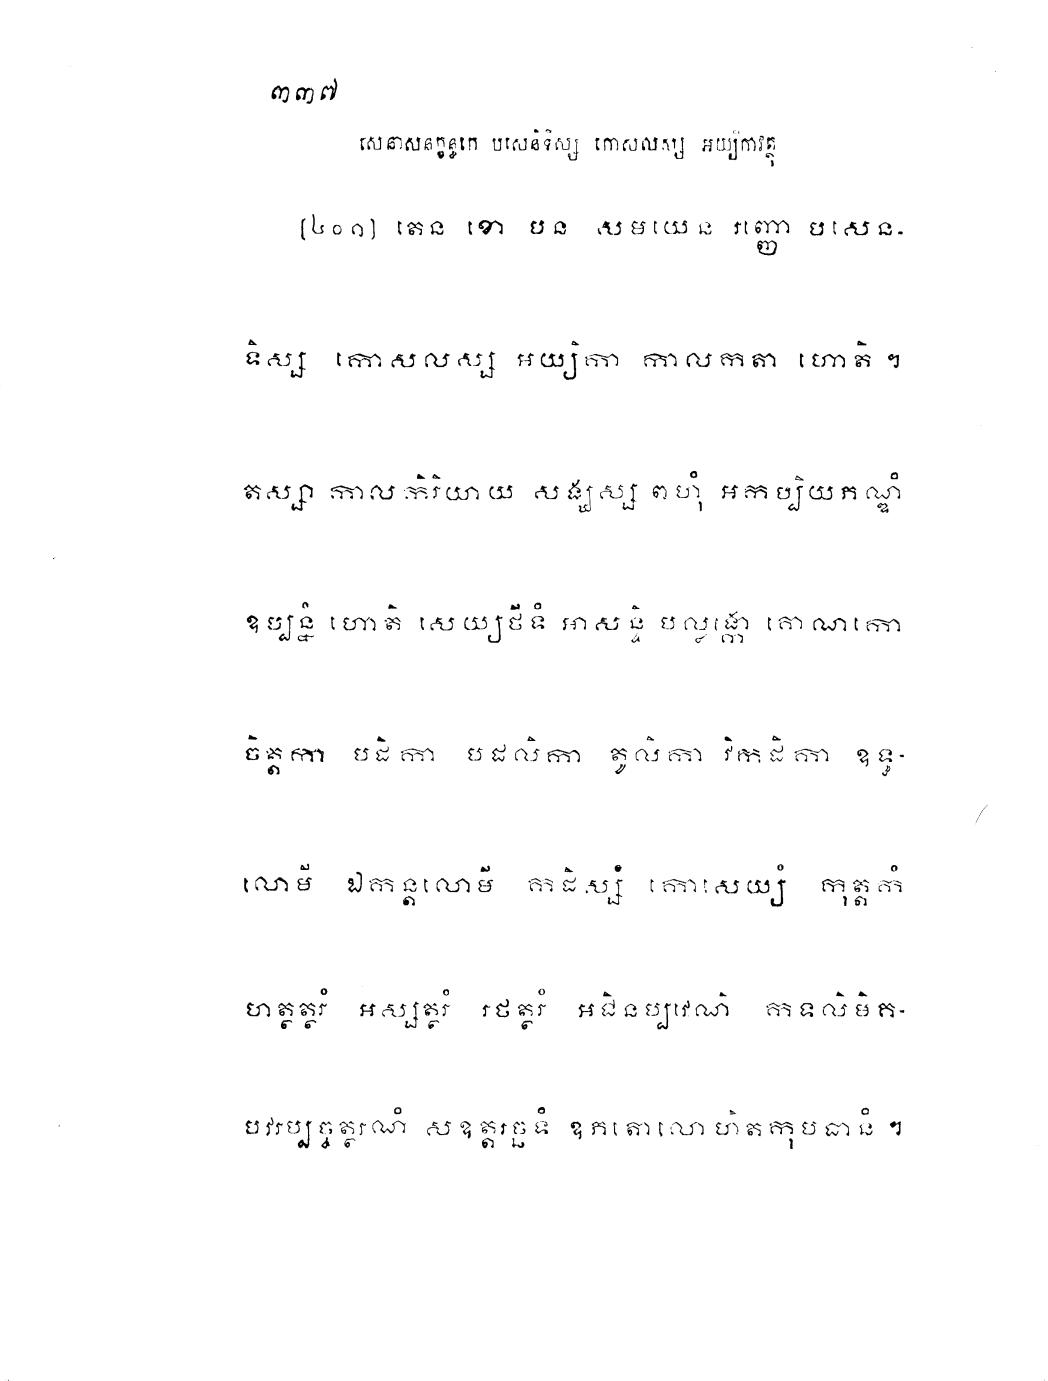 ៣៣៧
សេនាសនក្ខន្ធកេ បសេនិទិស្ស កោសលស្ស អយ្យិកាវត្ថុ
[៤០១] តេន ខោ បន សមយេន រញ្ញោ បសេន-
ទិស្ស កោសលស្ស អយ្យិកា កាលកតា ហោតិ ។
តស្សា កាលកិរិយាយ សង្ឃស្ស ពហុំ អកប្បិយភណ្ឌំ
ឧប្បន្នំ ហោតិ សេយ្យថីទំ អាសន្ទិ បល្លង្កោ គោណកោ
ចិត្តកា បដិកា បដលិកា តូលិកា វិកដិកា ឧទ្ទ-
លោមី ឯកន្តលោមី កដិស្សំ កោសេយ្យំ កុត្តកំ
ហត្ថត្ថរំ អស្សត្ថរំ រថត្ថរំ អជិនប្បវេណិ កទលិមិគ-
បវរប្បច្ចត្ថរណំ សឧត្តរច្ឆទំ ឧភតោលោហិតកុបធានំ ។